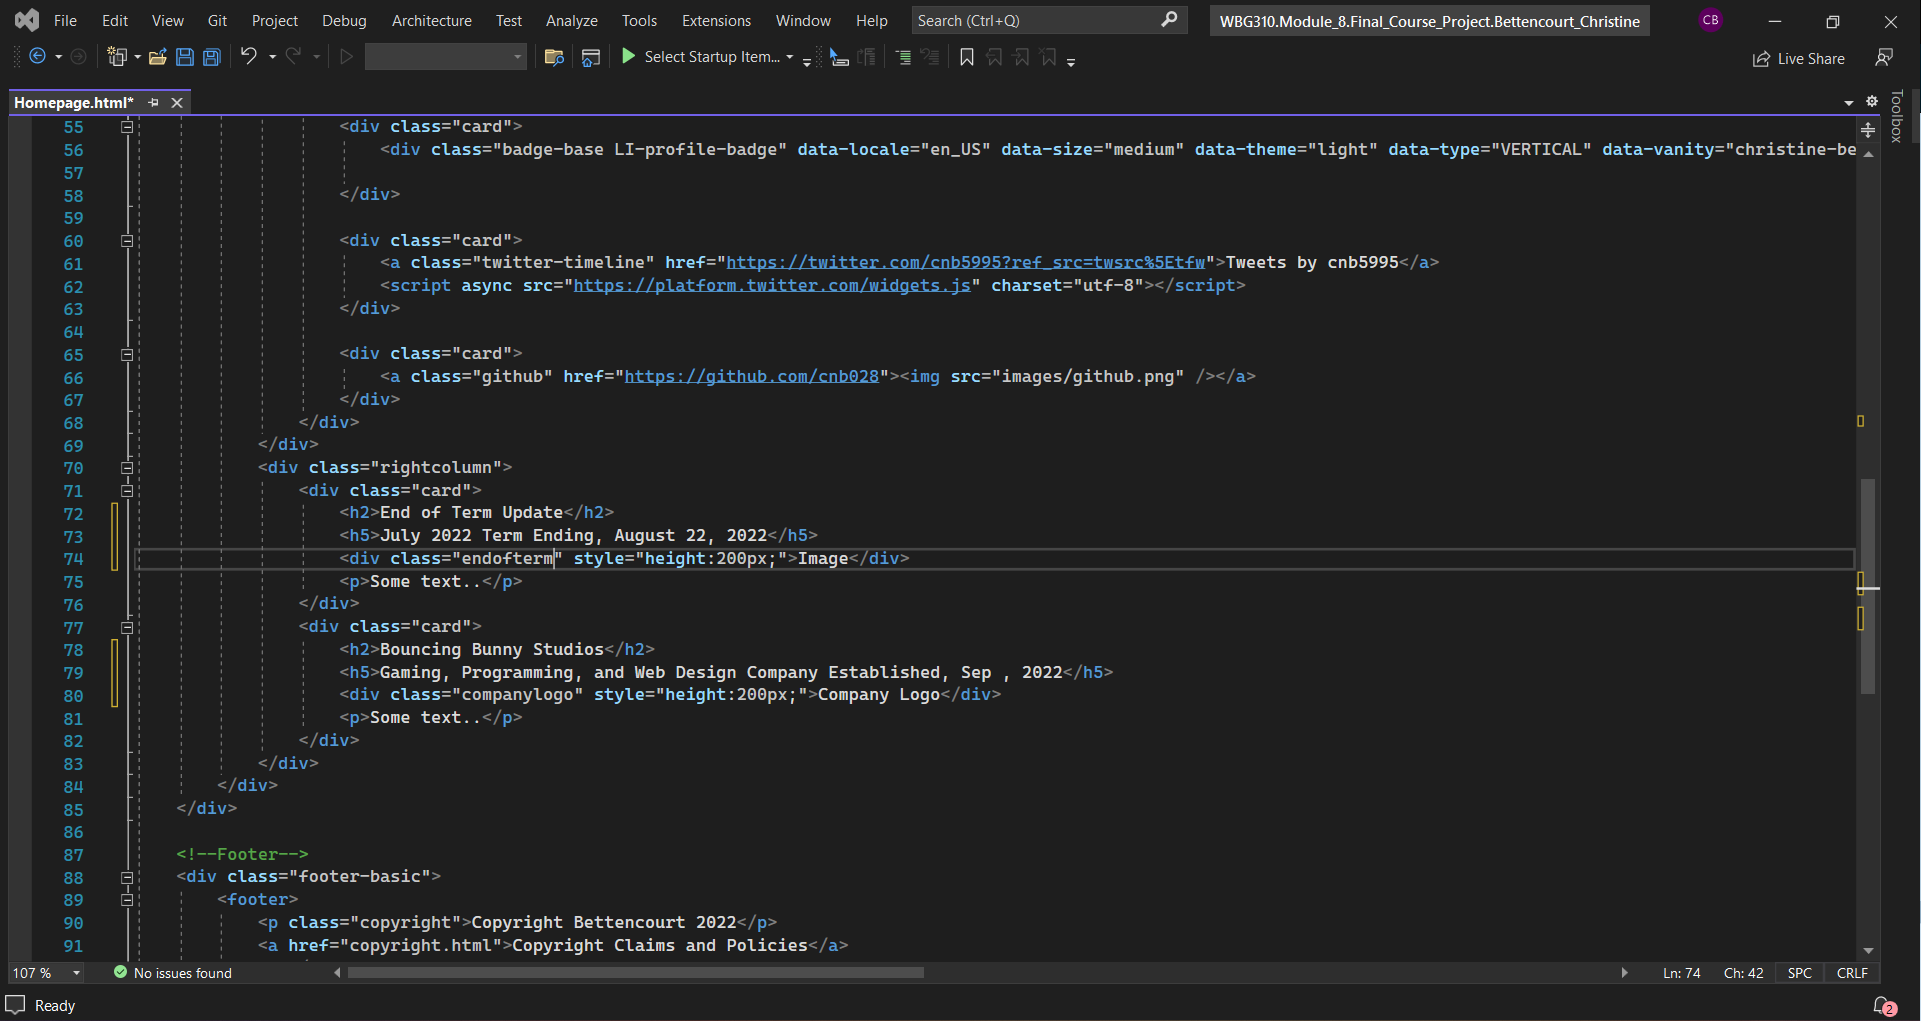 File Edit View Git Project Debug Architecture Test Analyze Tools Extensions Window Help Search (Ctrl+Q) WBG310.Module_8.Final_Course_Project.Bettencourt_Christine CB
Select Startup Item... Live Share
Homepage.html*
Toolbox
55 <div class="card">
56 <div class="badge-base LI-profile-badge" data-locale="en_US" data-size="medium" data-theme="light" data-type="VERTICAL" data-vanity="christine-be
57
58 </div>
59
60 <div class="card">
61 <a class="twitter-timeline" href="https://twitter.com/cnb5995?ref_src=twsrc%5Etfw">Tweets by cnb5995</a>
62 <script async src="https://platform.twitter.com/widgets.js" charset="utf-8"></script>
63 </div>
64
65 <div class="card">
66 <a class="github" href="https://github.com/cnb028"><img src="images/github.png" /></a>
67 </div>
68 </div>
69 </div>
70 <div class="rightcolumn">
71 <div class="card">
72 <h2>End of Term Update</h2>
73 <h5>July 2022 Term Ending, August 22, 2022</h5>
74 <div class="endofterm" style="height:200px;">Image</div>
75 <p>Some text..</p>
76 </div>
77 <div class="card">
78 <h2>Bouncing Bunny Studios</h2>
79 <h5>Gaming, Programming, and Web Design Company Established, Sep , 2022</h5>
80 <div class="companylogo" style="height:200px;">Company Logo</div>
81 <p>Some text..</p>
82 </div>
83 </div>
84 </div>
85 </div>
86
87 <!--Footer-->
88 <div class="footer-basic">
89 <footer>
90 <p class="copyright">Copyright Bettencourt 2022</p>
91 <a href="copyright.html">Copyright Claims and Policies</a>
107 % No issues found Ln: 74 Ch: 42 SPC CRLF
Ready 2